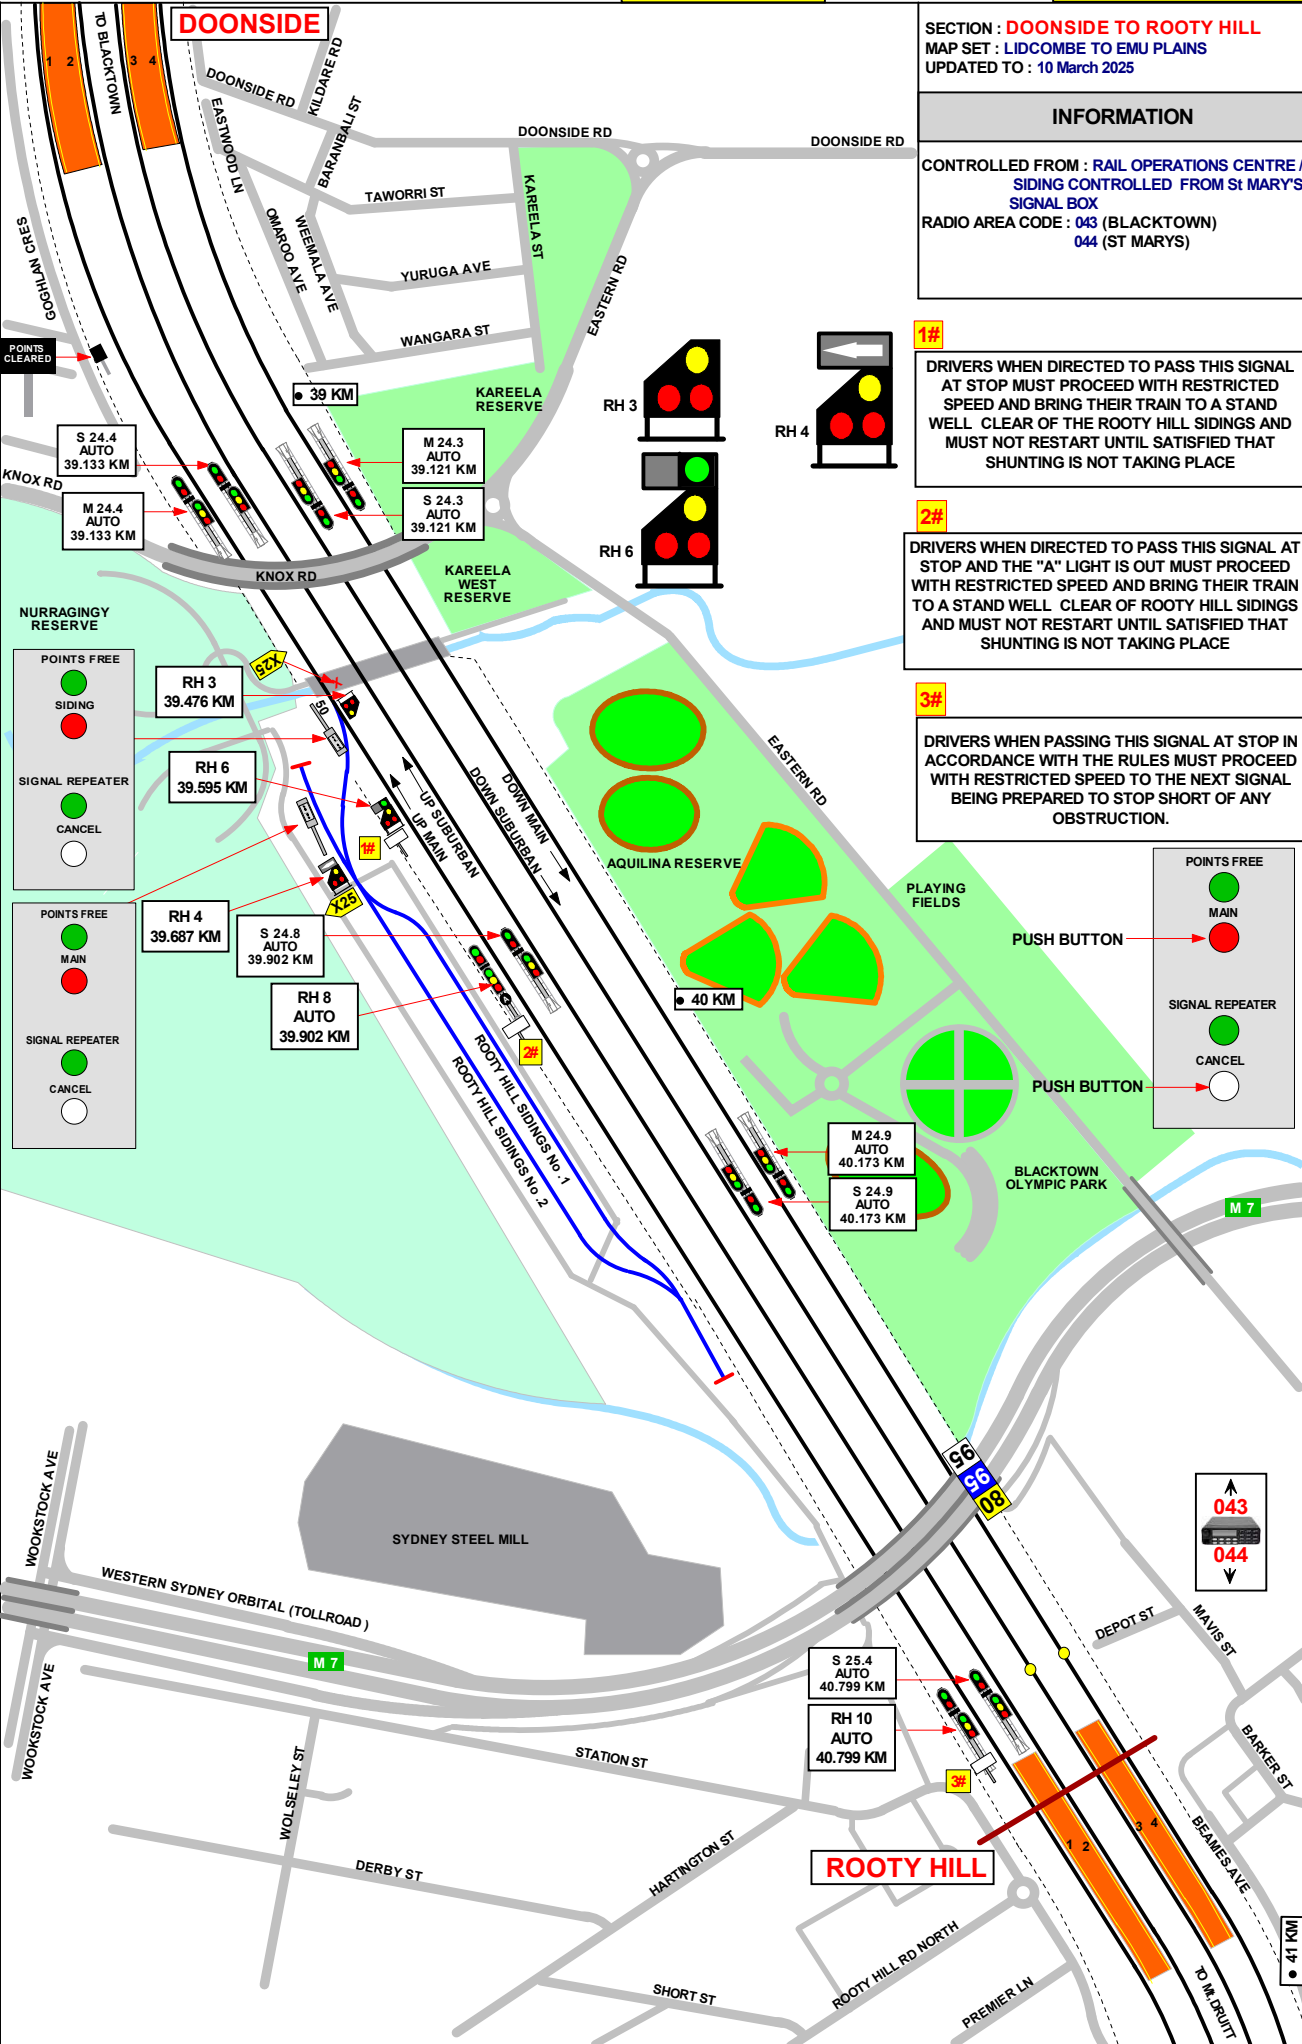 DOONSIDE
SECTION : DOONSIDE TO ROOTY HILL
MAP SET : LIDCOMBE TO EMU PLAINS
UPDATED TO : 10 March 2025
INFORMATION
CONTROLLED FROM : RAIL OPERATIONS CENTRE /
SIDING CONTROLLED FROM St MARY'S
SIGNAL BOX
RADIO AREA CODE : 043 (BLACKTOWN)
044 (ST MARYS)
1#
DRIVERS WHEN DIRECTED TO PASS THIS SIGNAL
AT STOP MUST PROCEED WITH RESTRICTED
SPEED AND BRING THEIR TRAIN TO A STAND
WELL CLEAR OF THE ROOTY HILL SIDINGS AND
MUST NOT RESTART UNTIL SATISFIED THAT
SHUNTING IS NOT TAKING PLACE
2#
DRIVERS WHEN DIRECTED TO PASS THIS SIGNAL AT
STOP AND THE "A" LIGHT IS OUT MUST PROCEED
WITH RESTRICTED SPEED AND BRING THEIR TRAIN
TO A STAND WELL CLEAR OF ROOTY HILL SIDINGS
AND MUST NOT RESTART UNTIL SATISFIED THAT
SHUNTING IS NOT TAKING PLACE
3#
DRIVERS WHEN PASSING THIS SIGNAL AT STOP IN
ACCORDANCE WITH THE RULES MUST PROCEED
WITH RESTRICTED SPEED TO THE NEXT SIGNAL
BEING PREPARED TO STOP SHORT OF ANY
OBSTRUCTION.
1 2
TO BLACKTOWN
3 4
DOONSIDE RD
KILDARE RD
EASTWOOD LN
BARANBALI ST
DOONSIDE RD
DOONSIDE RD
TAWORRI ST
KAREELA ST
OMAROO AVE
WEEMALA AVE
YURUGA AVE
WANGARA ST
EASTERN RD
GOGHLAN CRES
POINTS
CLEARED
39 KM
KAREELA
RESERVE
RH 3
RH 4
RH 6
S 24.4
AUTO
39.133 KM
M 24.4
AUTO
39.133 KM
M 24.3
AUTO
39.121 KM
S 24.3
AUTO
39.121 KM
KNOX RD
KNOX RD
KAREELA
WEST
RESERVE
NURRAGINGY
RESERVE
POINTS FREE
SIDING
SIGNAL REPEATER
CANCEL
X25
RH 3
39.476 KM
50
RH 6
39.595 KM
1#
UP SUBURBAN
UP MAIN
DOWN MAIN
DOWN SUBURBAN
EASTERN RD
AQUILINA RESERVE
PLAYING
FIELDS
POINTS FREE
MAIN
SIGNAL REPEATER
CANCEL
RH 4
39.687 KM
X25
S 24.8
AUTO
39.902 KM
RH 8
AUTO
39.902 KM
2#
40 KM
POINTS FREE
MAIN
PUSH BUTTON
SIGNAL REPEATER
CANCEL
PUSH BUTTON
ROOTY HILL SIDINGS No .1
ROOTY HILL SIDINGS No .2
M 24.9
AUTO
40.173 KM
S 24.9
AUTO
40.173 KM
BLACKTOWN
OLYMPIC PARK
M 7
95
95
80
043
044
SYDNEY STEEL MILL
WOOKSTOCK AVE
WESTERN SYDNEY ORBITAL (TOLLROAD )
M 7
WOOKSTOCK AVE
DEPOT ST
MAVIS ST
S 25.4
AUTO
40.799 KM
RH 10
AUTO
40.799 KM
3#
BARKER ST
STATION ST
WOLSELEY ST
DERBY ST
HARTINGTON ST
ROOTY HILL
1 2
3 4
BEAMES AVE
ROOTY HILL RD NORTH
SHORT ST
PREMIER LN
TO Mt. DRUITT
41 KM